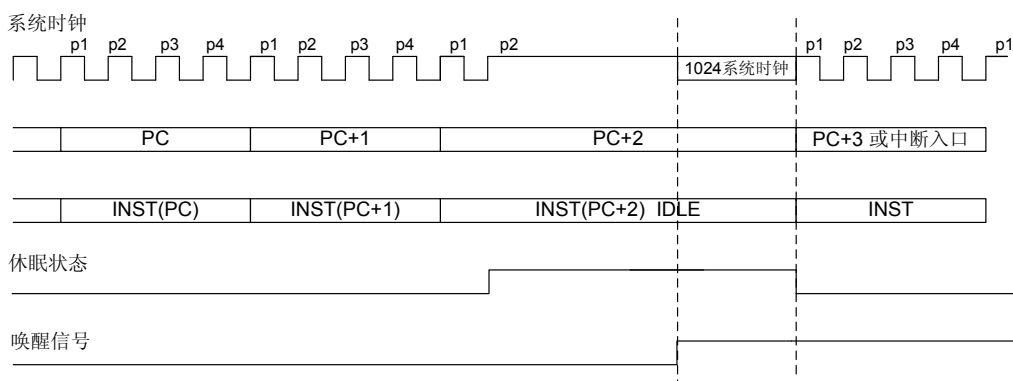 系统时钟
p1 p2 p3 p4 p1 p2 p3 p4 p1 p2 p1 p2 p3 p4 p1
1024系统时钟
PC PC+1 PC+2 PC+3 或中断入口
INST(PC) INST(PC+1) INST(PC+2) IDLE INST
休眠状态
唤醒信号